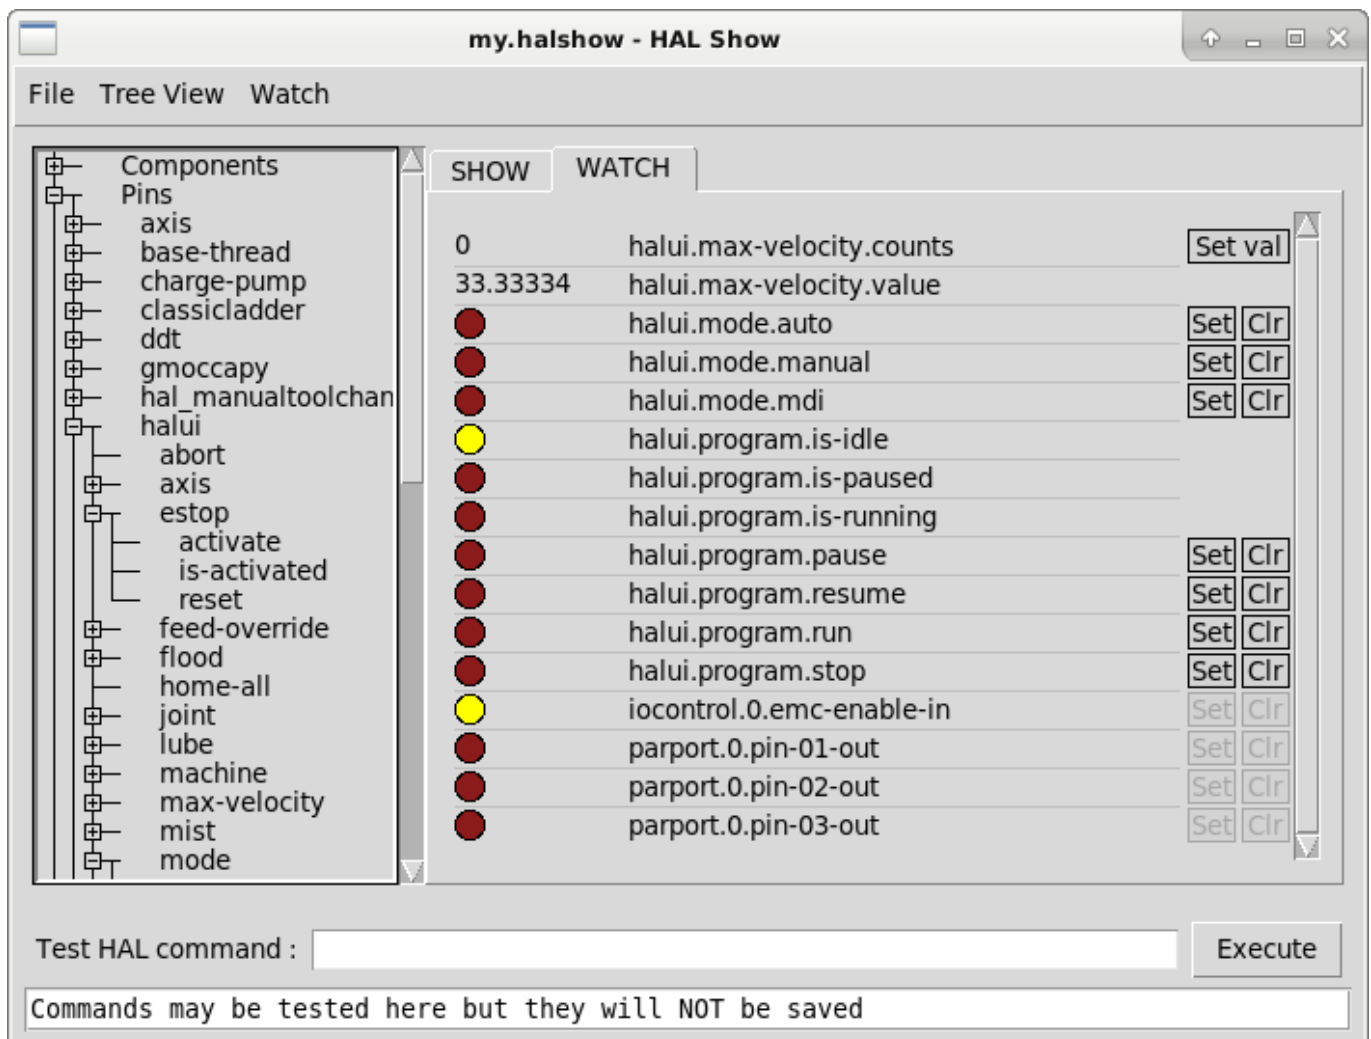 my.halshow - HAL Show
File Tree View Watch
Components
Pins
axis
base-thread
charge-pump
classicladder
ddt
gmoccapy
hal_manualtoolchan
halui
abort
axis
estop
activate
is-activated
reset
feed-override
flood
home-all
joint
lube
machine
max-velocity
mist
mode
SHOW WATCH
0 halui.max-velocity.counts Set val
33.33334 halui.max-velocity.value
halui.mode.auto Set Clr
halui.mode.manual Set Clr
halui.mode.mdi Set Clr
halui.program.is-idle
halui.program.is-paused
halui.program.is-running
halui.program.pause Set Clr
halui.program.resume Set Clr
halui.program.run Set Clr
halui.program.stop Set Clr
iocontrol.0.emc-enable-in Set Clr
parport.0.pin-01-out Set Clr
parport.0.pin-02-out Set Clr
parport.0.pin-03-out Set Clr
Test HAL command : Execute
Commands may be tested here but they will NOT be saved